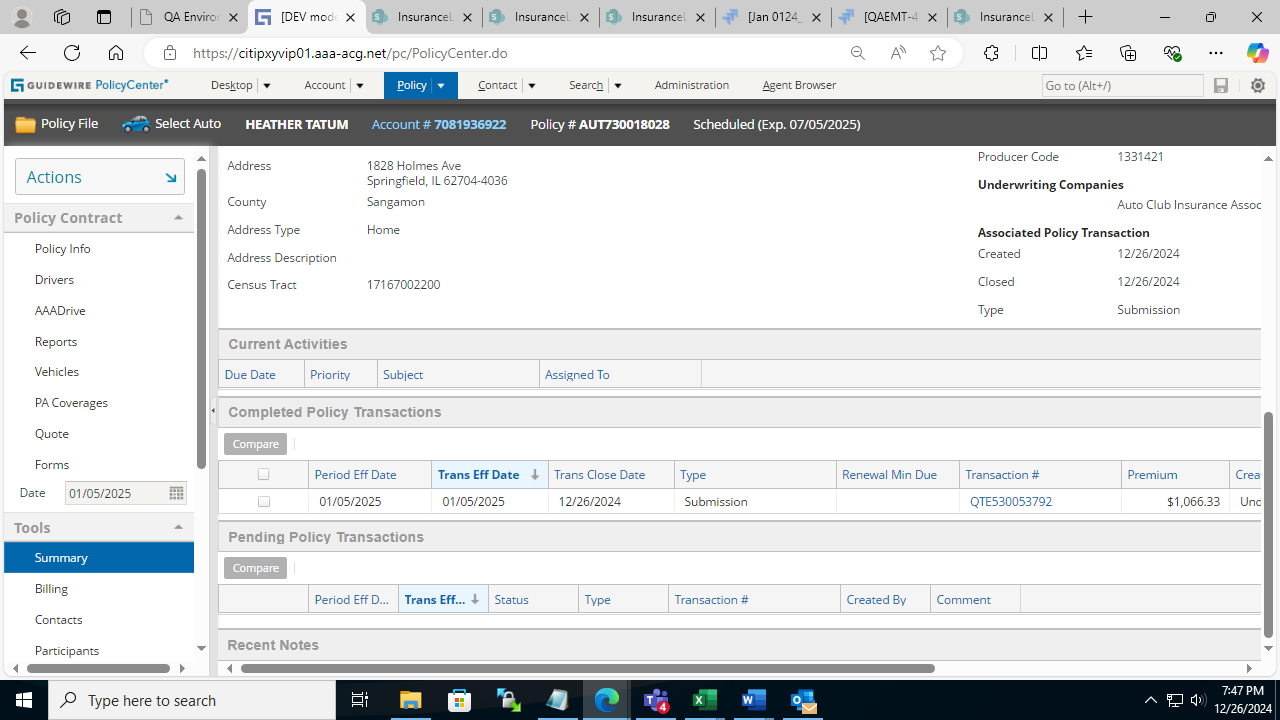 QA Environ
[DEV mode
InsuranceL
InsuranceL
InsuranceL
[Jan 0124_
[QAEMT-4
InsuranceL
https://citipxyvip01.aaa-acg.net/pc/PolicyCenter.do
GUIDEWIRE PolicyCenter®
Desktop
Account
Policy
Contact
Search
Administration
Agent Browser
Go to (Alt+/)
Policy File
Select Auto
HEATHER TATUM
Account # 7081936922
Policy # AUT730018028
Scheduled (Exp. 07/05/2025)
Actions
Policy Contract
Policy Info
Drivers
AAADrive
Reports
Vehicles
PA Coverages
Quote
Forms
Date 01/05/2025
Tools
Summary
Billing
Contacts
Participants
Address 1828 Holmes Ave
Springfield, IL 62704-4036
County Sangamon
Address Type Home
Address Description
Census Tract 17167002200
Producer Code 1331421
Underwriting Companies
Auto Club Insurance Assoc
Associated Policy Transaction
Created 12/26/2024
Closed 12/26/2024
Type Submission
Current Activities
Due Date Priority Subject Assigned To
Completed Policy Transactions
Compare
Period Eff Date Trans Eff Date Trans Close Date Type Renewal Min Due Transaction # Premium Crea
01/05/2025 01/05/2025 12/26/2024 Submission QTE530053792 $1,066.33 Und
Pending Policy Transactions
Compare
Period Eff D... Trans Eff... Status Type Transaction # Created By Comment
Recent Notes
Type here to search
4
7:47 PM
12/26/2024